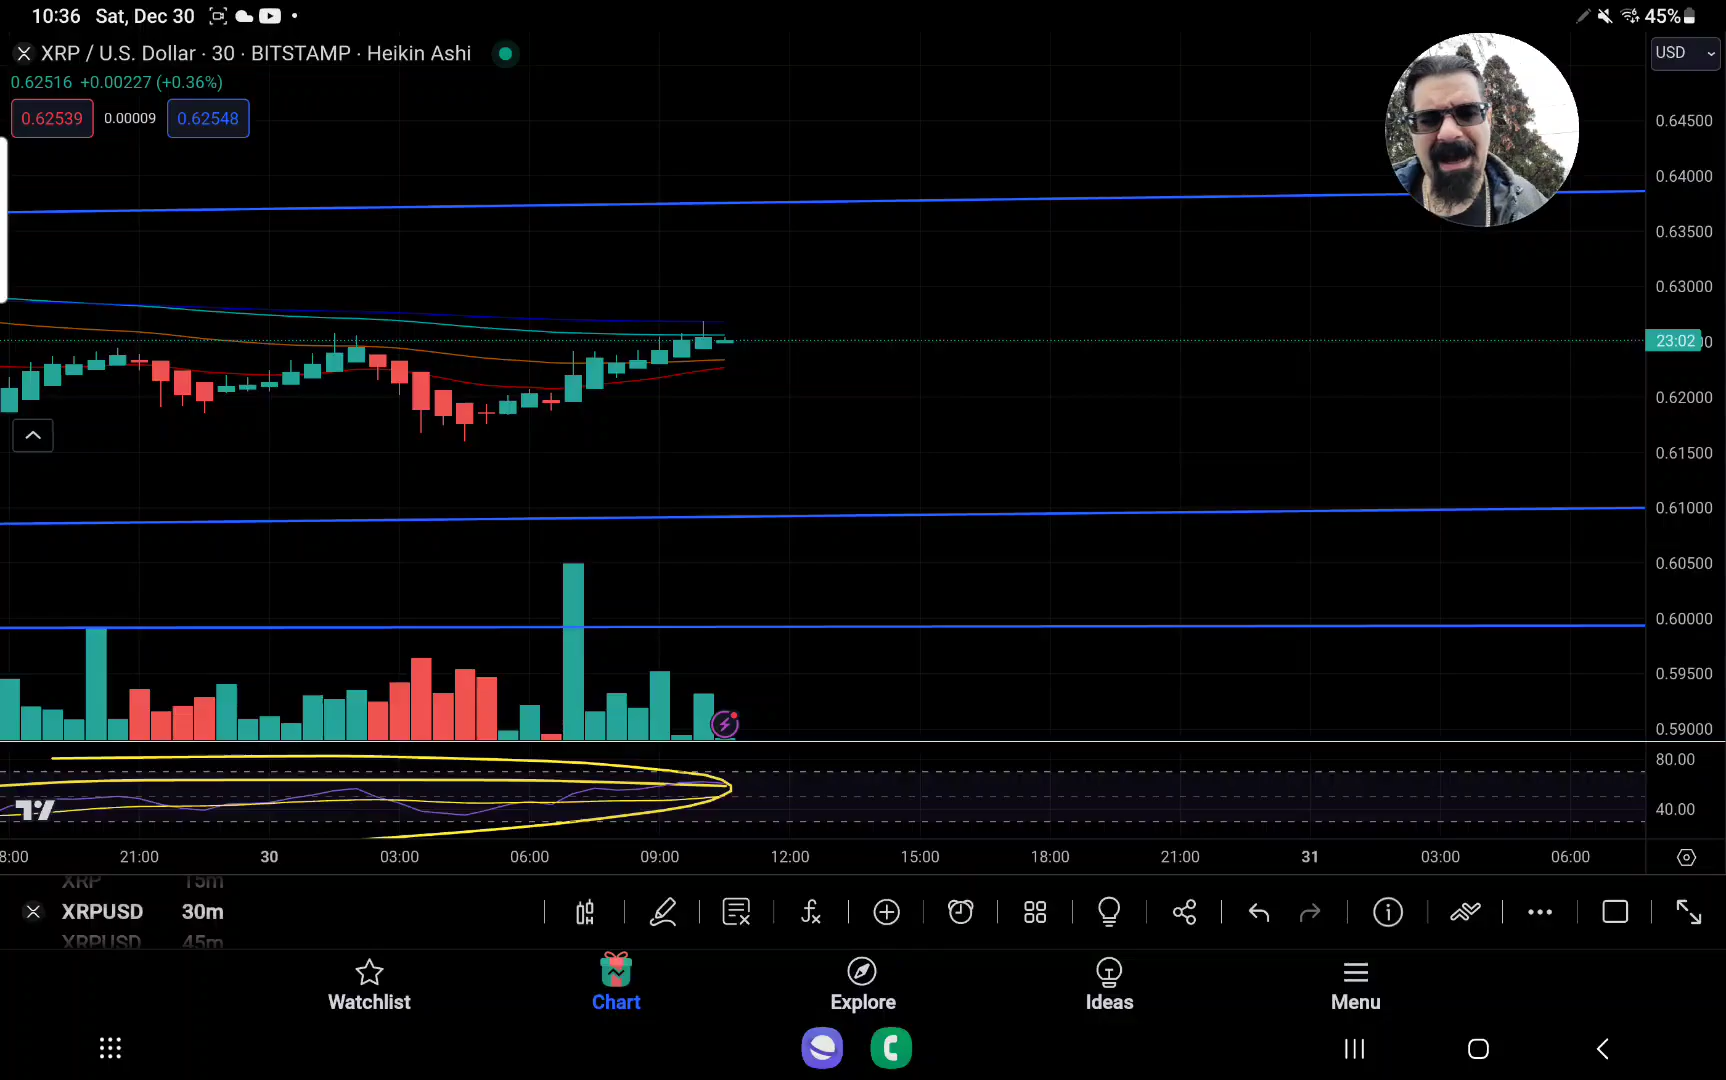 10:36 Sat, Dec 30 45%
XRP / U.S. Dollar · 30 · BITSTAMP · Heikin Ashi
USD
0.62516 +0.00227 (+0.36%)
0.62539 0.00009 0.62548
0.64500
0.64000
0.63500
0.63000
23:02
0.62000
0.61500
0.61000
0.60500
0.60000
0.59500
0.59000
80.00
40.00
8:00 21:00 30 03:00 06:00 09:00 12:00 15:00 18:00 21:00 31 03:00 06:00
XRP 15m
XRPUSD 30m
XRPUSD 45m
Watchlist Chart Explore Ideas Menu